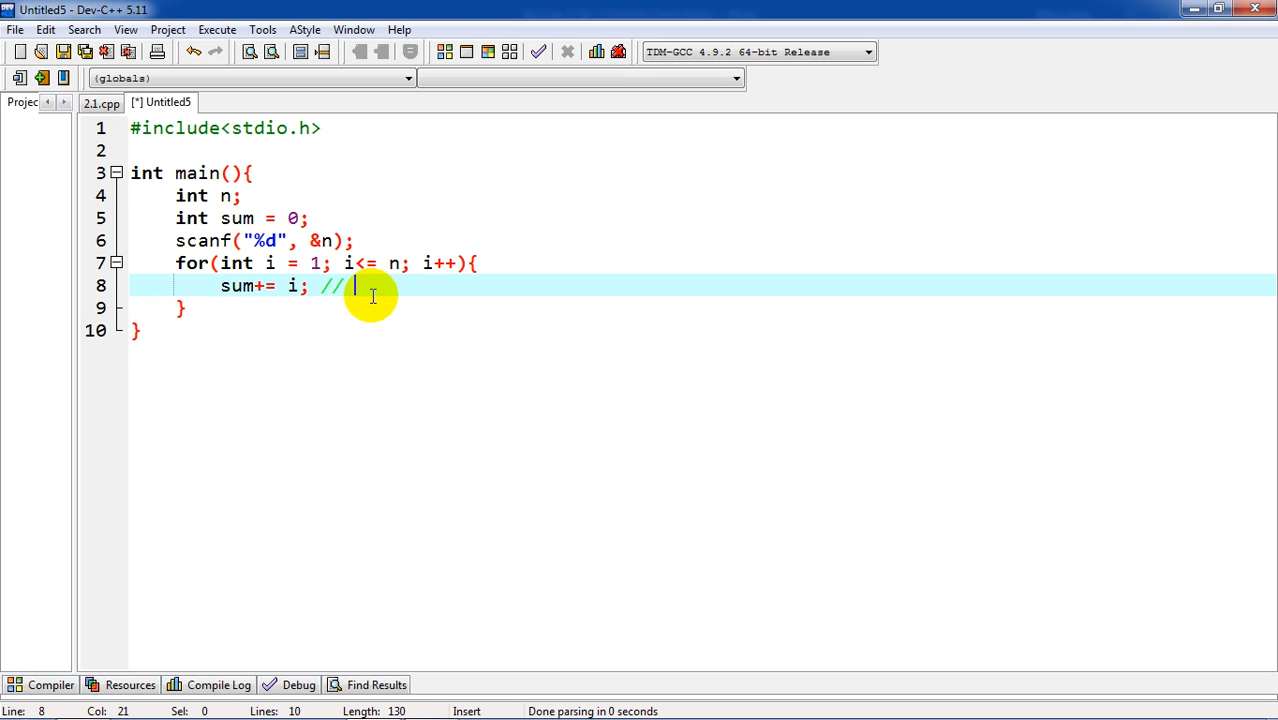 Untitled5 - Dev-C++ 5.11
File Edit Search View Project Execute Tools AStyle Window Help
TDM-GCC 4.9.2 64-bit Release
(globals)
Projec 2.1.cpp [*] Untitled5
1 #include<stdio.h>
2
3 int main(){
4 int n;
5 int sum = 0;
6 scanf("%d", &n);
7 for(int i = 1; i<= n; i++){
8 sum+= i; //
9 }
10 }
Compiler Resources Compile Log Debug Find Results
Line: 8 Col: 21 Sel: 0 Lines: 10 Length: 130 Insert Done parsing in 0 seconds